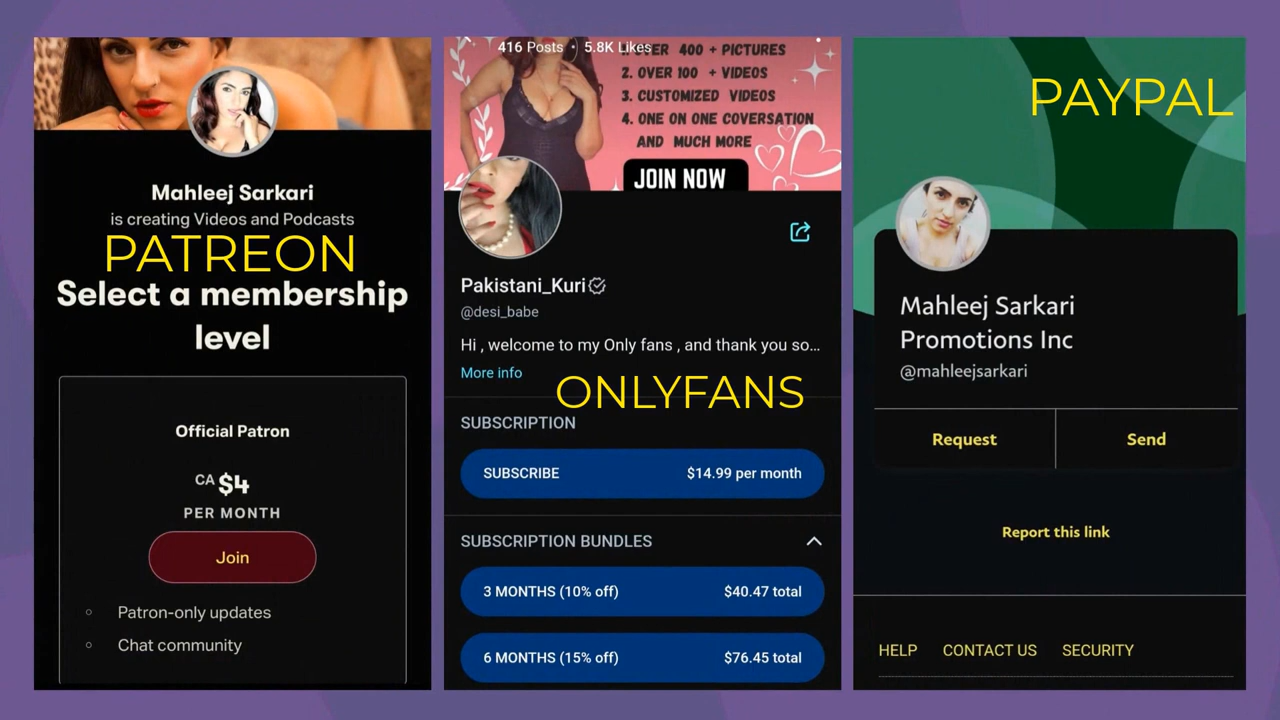 Mahleej Sarkari
is creating Videos and Podcasts
PATREON
Select a membership
level
Official Patron
CA $4
PER MONTH
Join
Patron-only updates
Chat community
416 Posts • 5.8K Likes
1. OVER 400 + PICTURES
2. OVER 100 + VIDEOS
3. CUSTOMIZED VIDEOS
4. ONE ON ONE COVERSATION
AND MUCH MORE
JOIN NOW
Pakistani_Kuri
@desi_babe
Hi , welcome to my Only fans , and thank you so...
More info
ONLYFANS
SUBSCRIPTION
SUBSCRIBE $14.99 per month
SUBSCRIPTION BUNDLES
3 MONTHS (10% off) $40.47 total
6 MONTHS (15% off) $76.45 total
PAYPAL
Mahleej Sarkari
Promotions Inc
@mahleejsarkari
Request Send
Report this link
HELP CONTACT US SECURITY